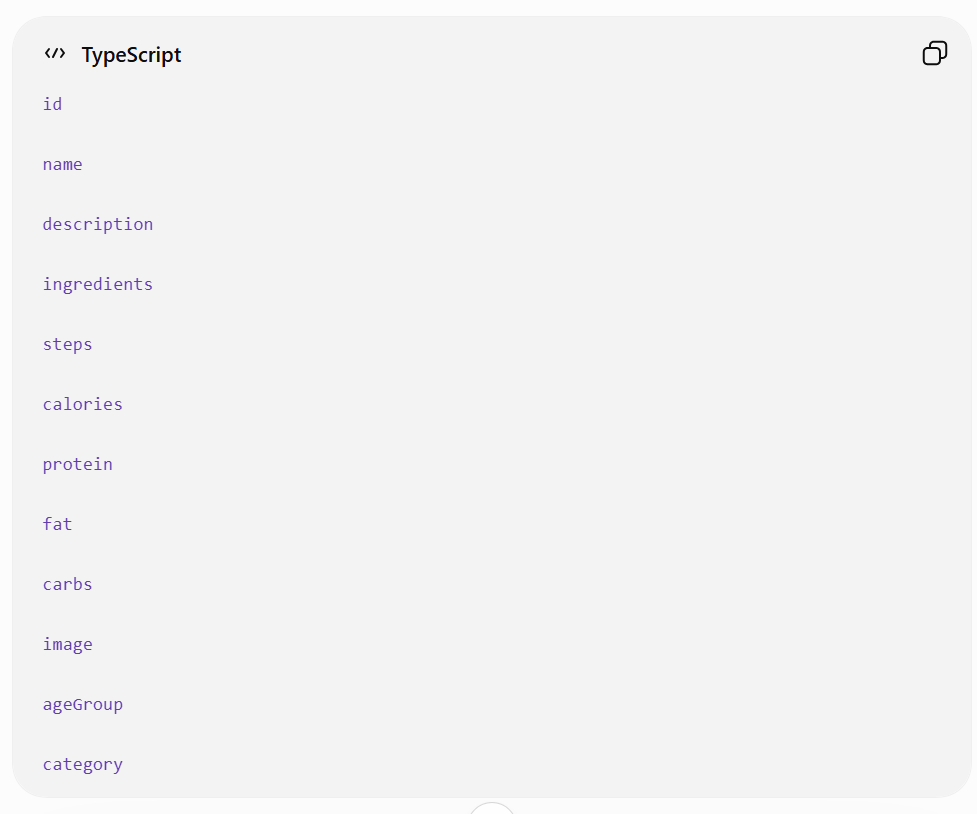 TypeScript
id
name
description
ingredients
steps
calories
protein
fat
carbs
image
ageGroup
category